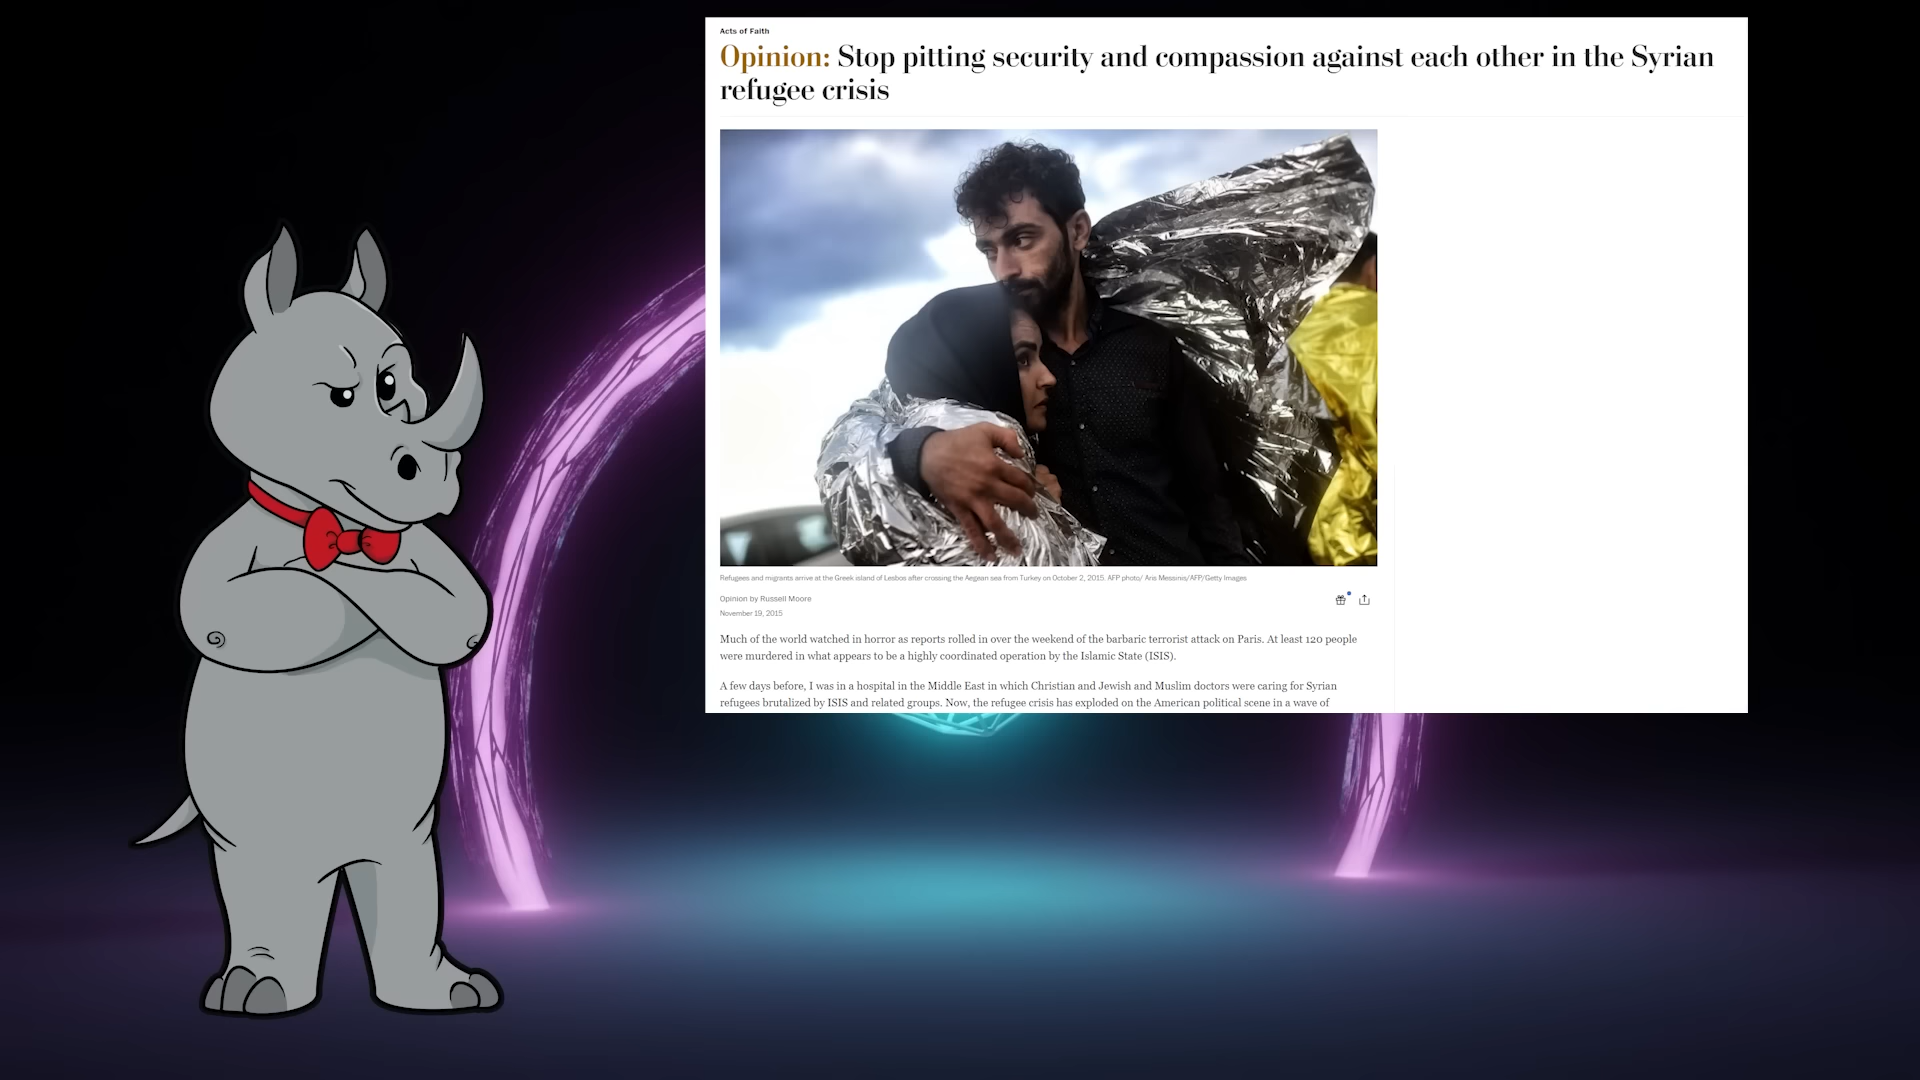 Acts of Faith
Opinion: Stop pitting security and compassion against each other in the Syrian
refugee crisis
Refugees and migrants arrive at the Greek island of Lesbos after crossing the Aegean sea from Turkey on October 2, 2015. AFP photo/ Aris Messinis/AFP/Getty Images
Opinion by Russell Moore
November 19, 2015
Much of the world watched in horror as reports rolled in over the weekend of the barbaric terrorist attack on Paris. At least 120 people
were murdered in what appears to be a highly coordinated operation by the Islamic State (ISIS).
A few days before, I was in a hospital in the Middle East in which Christian and Jewish and Muslim doctors were caring for Syrian
refugees brutalized by ISIS and related groups. Now, the refugee crisis has exploded on the American political scene in a wave of